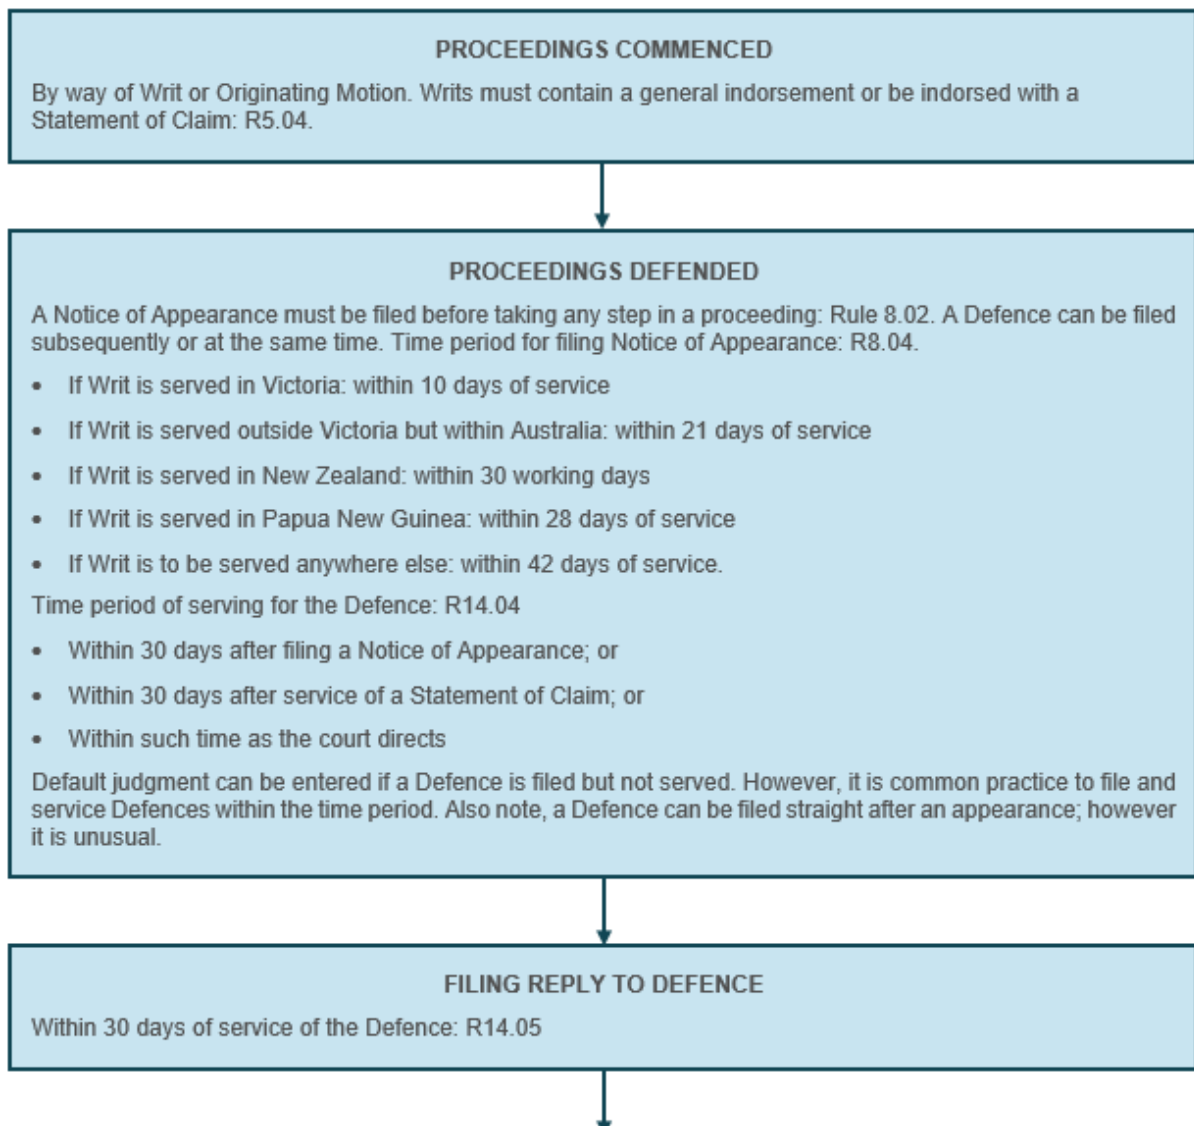 PROCEEDINGS COMMENCED
By way of Writ or Originating Motion. Writs must contain a general indorsement or be indorsed with a
Statement of Claim: R5.04.
PROCEEDINGS DEFENDED
A Notice of Appearance must be filed before taking any step in a proceeding: Rule 8.02. A Defence can be filed
subsequently or at the same time. Time period for filing Notice of Appearance: R8.04.
• If Writ is served in Victoria: within 10 days of service
• If Writ is served outside Victoria but within Australia: within 21 days of service
• If Writ is served in New Zealand: within 30 working days
• If Writ is served in Papua New Guinea: within 28 days of service
• If Writ is to be served anywhere else: within 42 days of service.
Time period of serving for the Defence: R14.04
• Within 30 days after filing a Notice of Appearance; or
• Within 30 days after service of a Statement of Claim; or
• Within such time as the court directs
Default judgment can be entered if a Defence is filed but not served. However, it is common practice to file and
service Defences within the time period. Also note, a Defence can be filed straight after an appearance; however
it is unusual.
FILING REPLY TO DEFENCE
Within 30 days of service of the Defence: R14.05